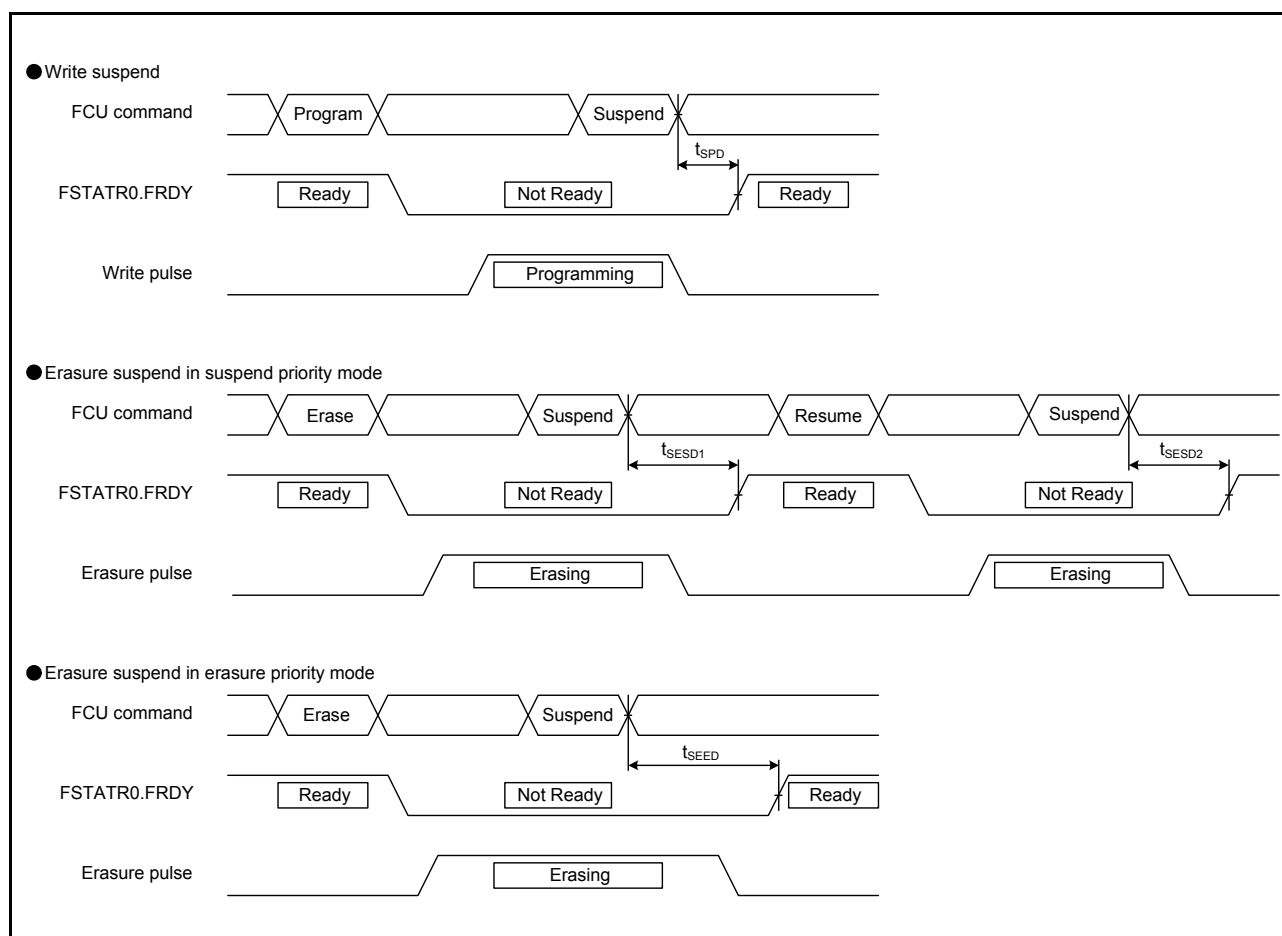 ●Write suspend
FCU command Program Suspend
tSPD
FSTATR0.FRDY Ready Not Ready Ready
Write pulse Programming
●Erasure suspend in suspend priority mode
FCU command Erase Suspend Resume Suspend
tSESD1 tSESD2
FSTATR0.FRDY Ready Not Ready Ready Not Ready
Erasure pulse Erasing Erasing
●Erasure suspend in erasure priority mode
FCU command Erase Suspend
tSEED
FSTATR0.FRDY Ready Not Ready Ready
Erasure pulse Erasing